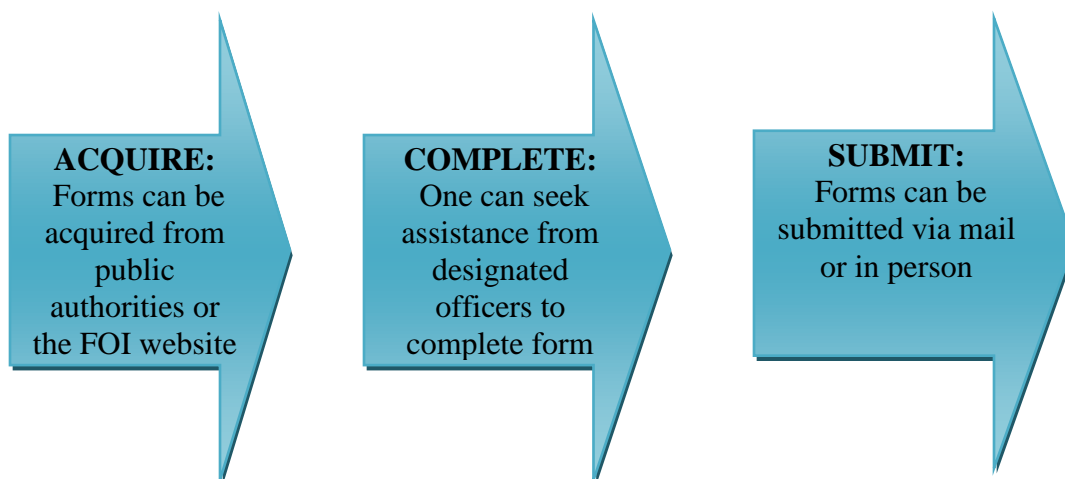 ACQUIRE:
Forms can be
acquired from
public
authorities or
the FOI website
COMPLETE:
One can seek
assistance from
designated
officers to
complete form
SUBMIT:
Forms can be
submitted via mail
or in person